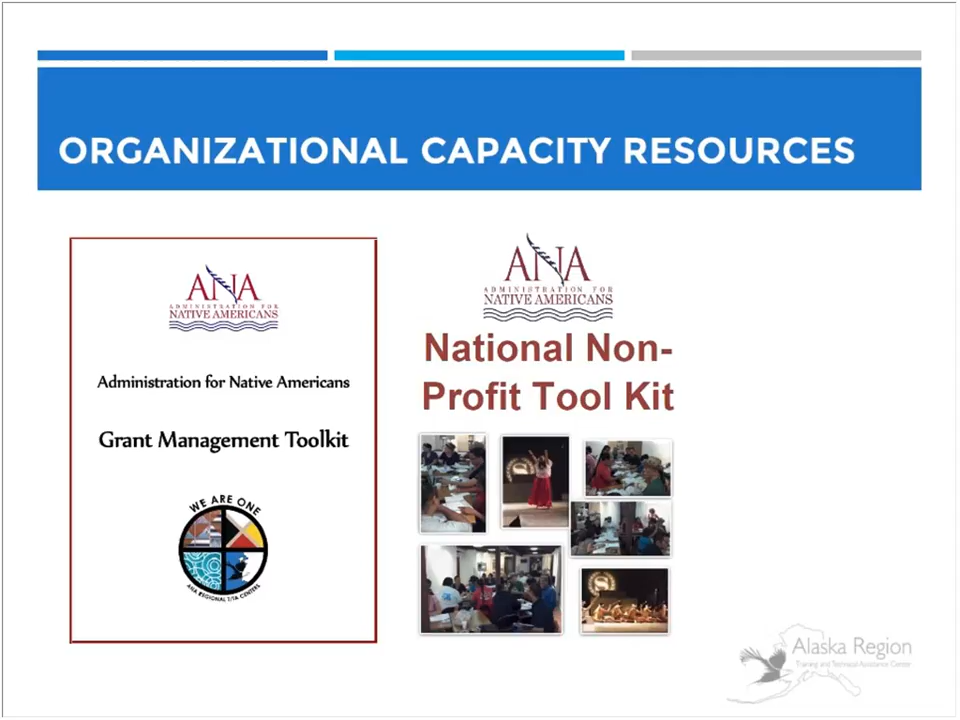 ORGANIZATIONAL CAPACITY RESOURCES
ANA
ADMINISTRATION FOR
NATIVE AMERICANS
Administration for Native Americans
Grant Management Toolkit
WE ARE ONE
ANA REGIONAL T/TA CENTERS
ANA
ADMINISTRATION FOR
NATIVE AMERICANS
National Non-
Profit Tool Kit
Alaska Region
Training and Technical Assistance Center